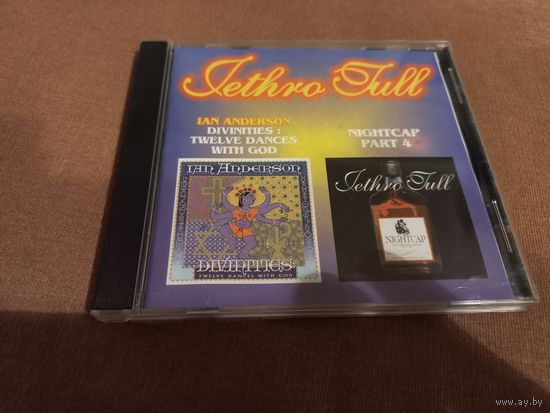 Jethro Tull
IAN ANDERSON
DIVINITIES :
TWELVE DANCES
WITH GOD
NIGHTCAP
PART 4
IAN ANDERSON
DIVINITIES
TWELVE DANCES WITH GOD
Jethro Tull
NIGHTCAP
www.ay.by